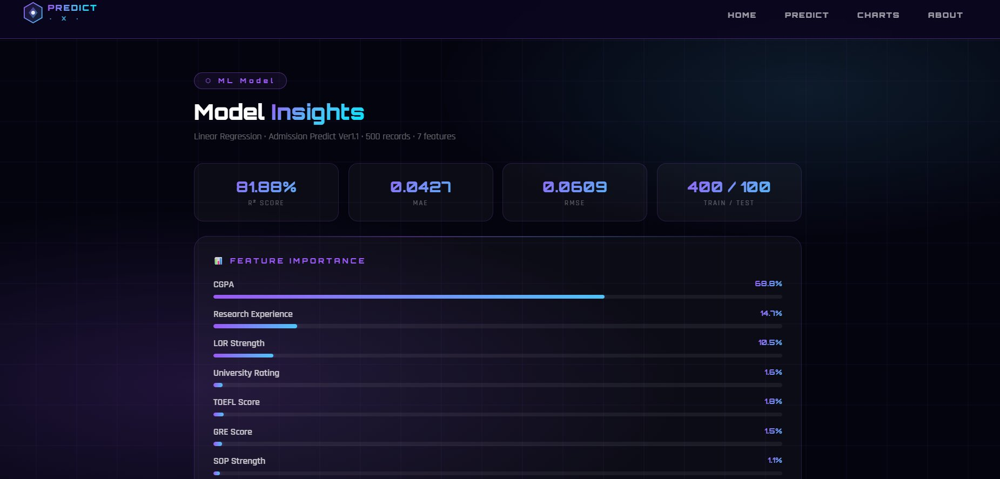 PREDICT
· X ·
HOME PREDICT CHARTS ABOUT
⬡ ML Model
Model Insights
Linear Regression · Admission Predict Ver1.1 · 500 records · 7 features
81.88% 0.0427 0.0609 400 / 100
R² SCORE MAE RMSE TRAIN / TEST
📊 FEATURE IMPORTANCE
CGPA 68.8%
Research Experience 14.7%
LOR Strength 10.5%
University Rating 1.6%
TOEFL Score 1.8%
GRE Score 1.5%
SOP Strength 1.1%